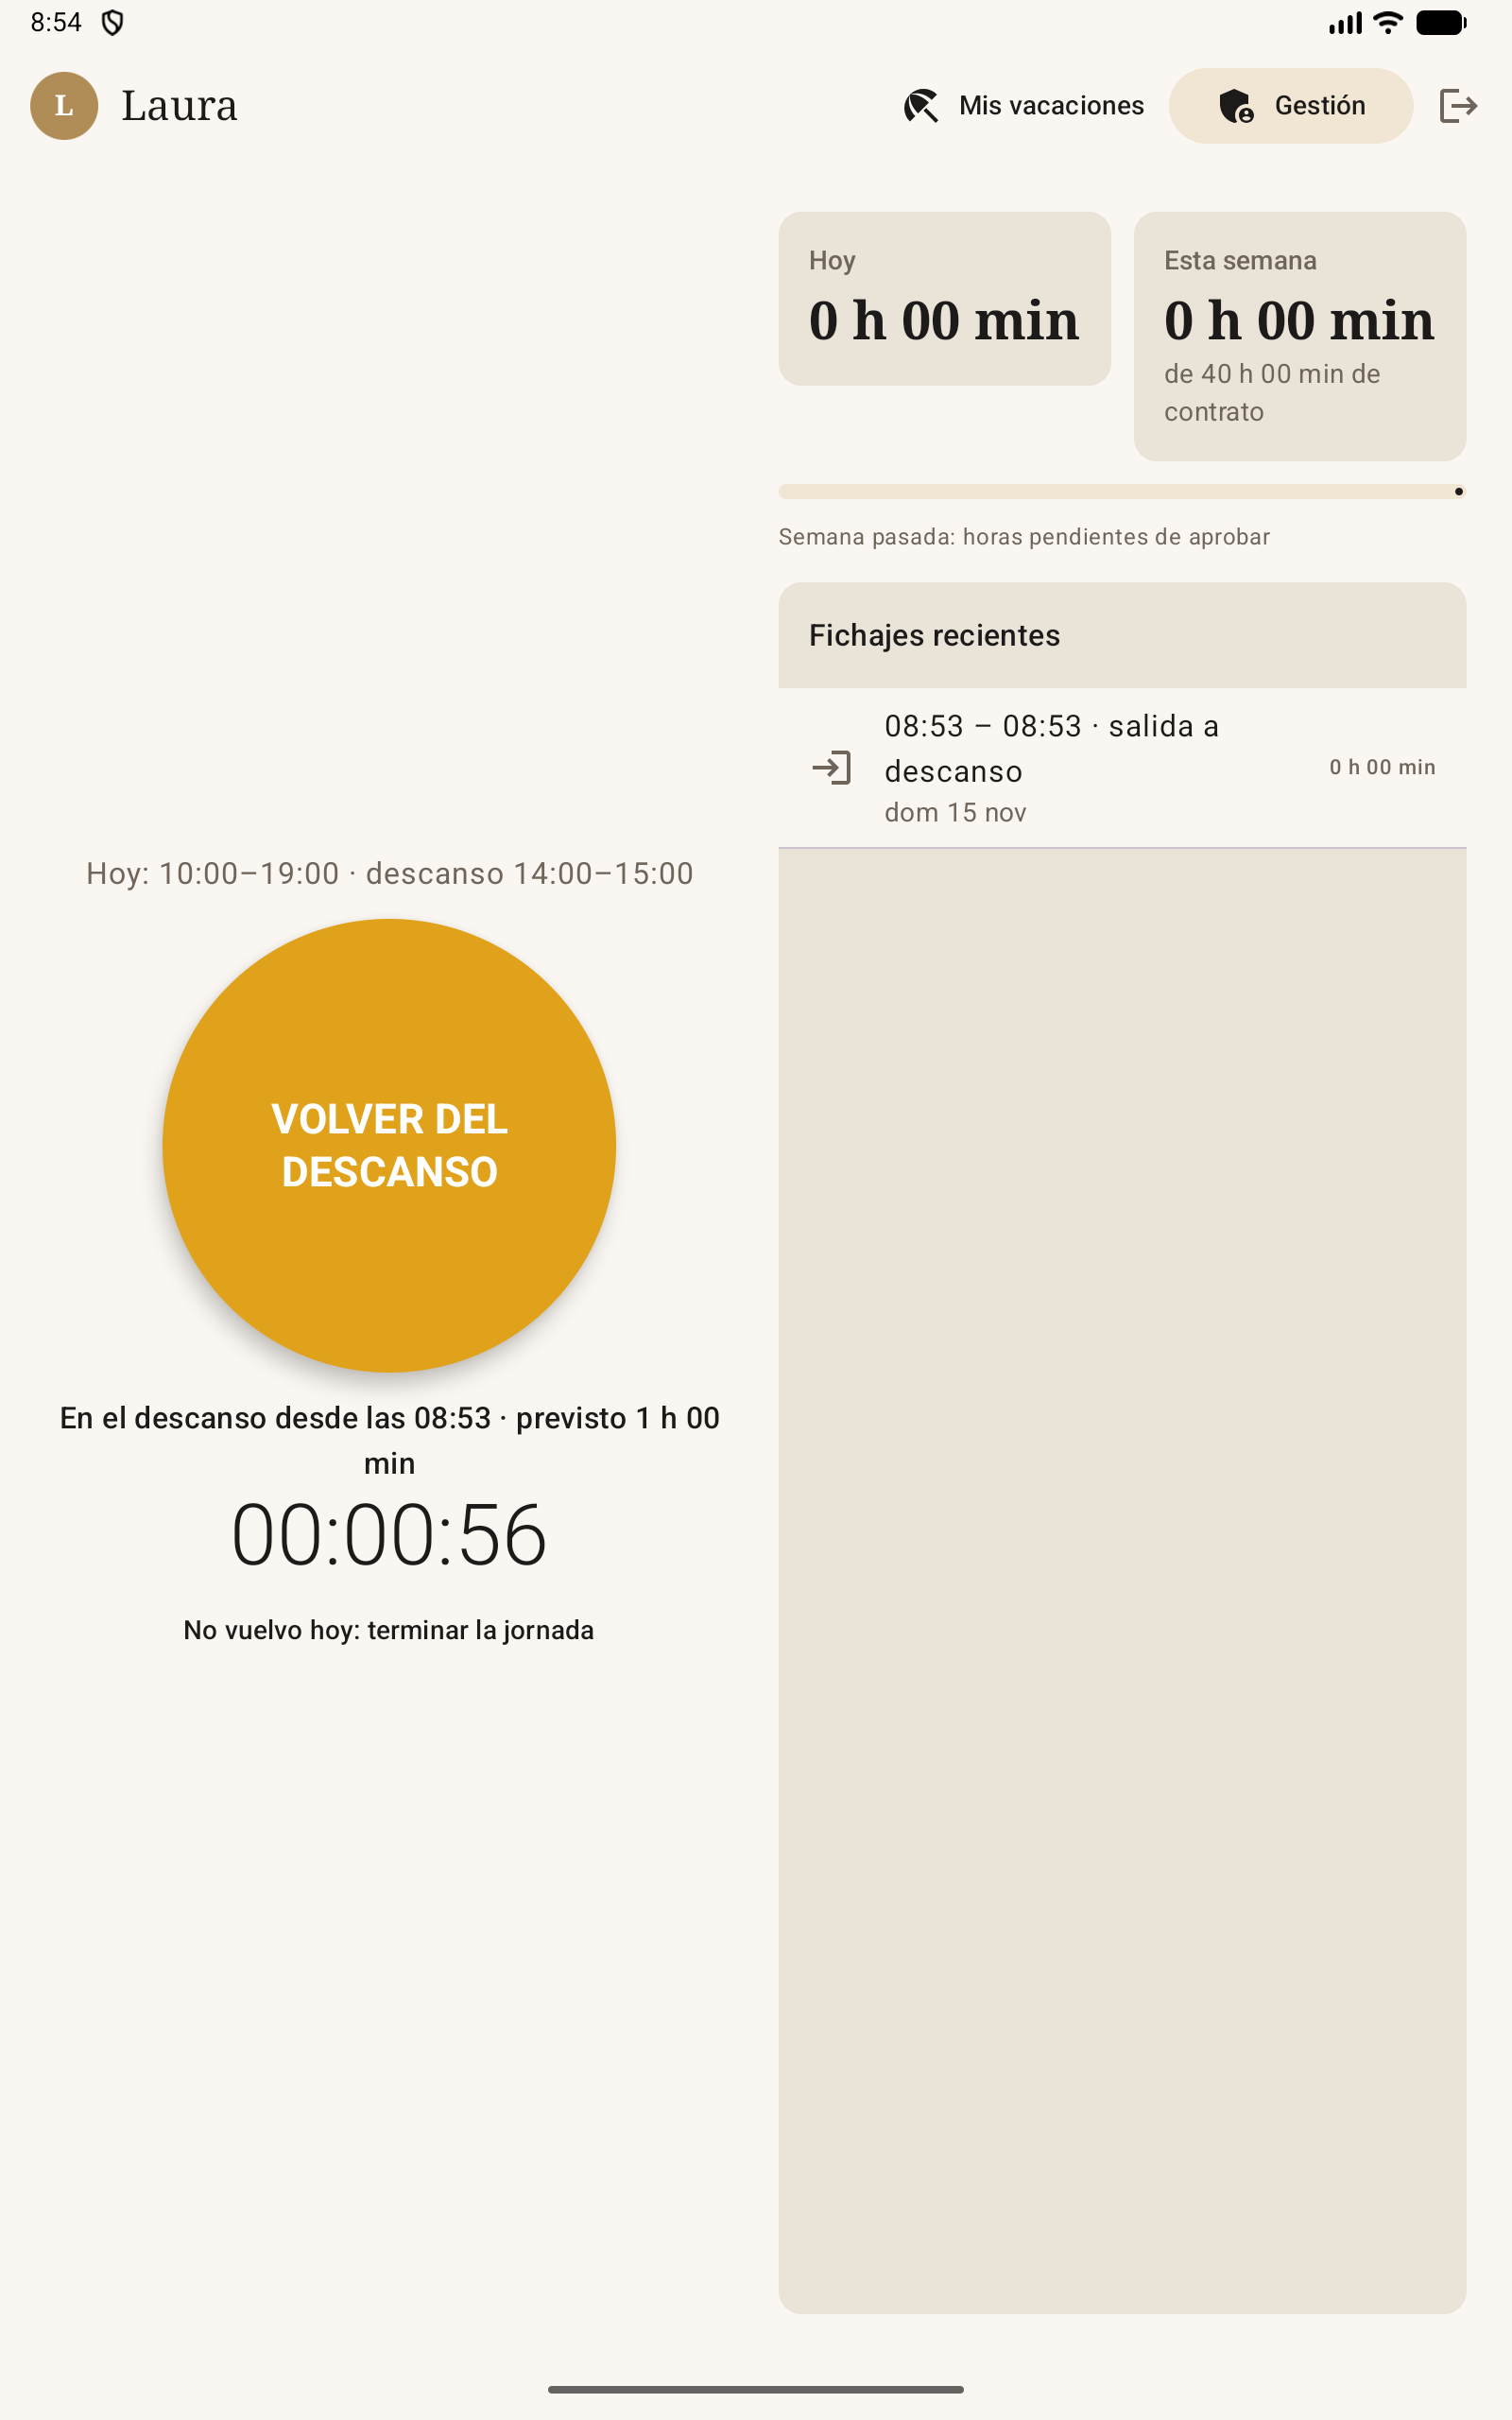 8:54
L
Laura
Mis vacaciones
Gestión
Hoy
0 h 00 min
Esta semana
0 h 00 min
de 40 h 00 min de
contrato
Semana pasada: horas pendientes de aprobar
Fichajes recientes
08:53 – 08:53 · salida a
descanso
dom 15 nov
0 h 00 min
Hoy: 10:00–19:00 · descanso 14:00–15:00
VOLVER DEL
DESCANSO
En el descanso desde las 08:53 · previsto 1 h 00
min
00:00:56
No vuelvo hoy: terminar la jornada